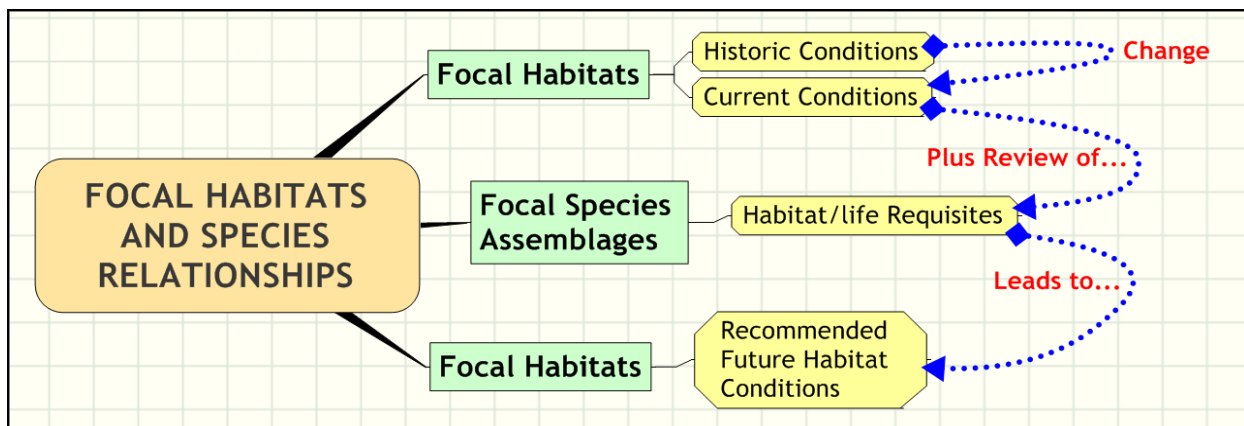 FOCAL HABITATS
AND SPECIES
RELATIONSHIPS
Focal Habitats
Historic Conditions
Current Conditions
Change
Plus Review of...
Focal Species
Assemblages
Habitat/life Requisites
Leads to...
Focal Habitats
Recommended
Future Habitat
Conditions